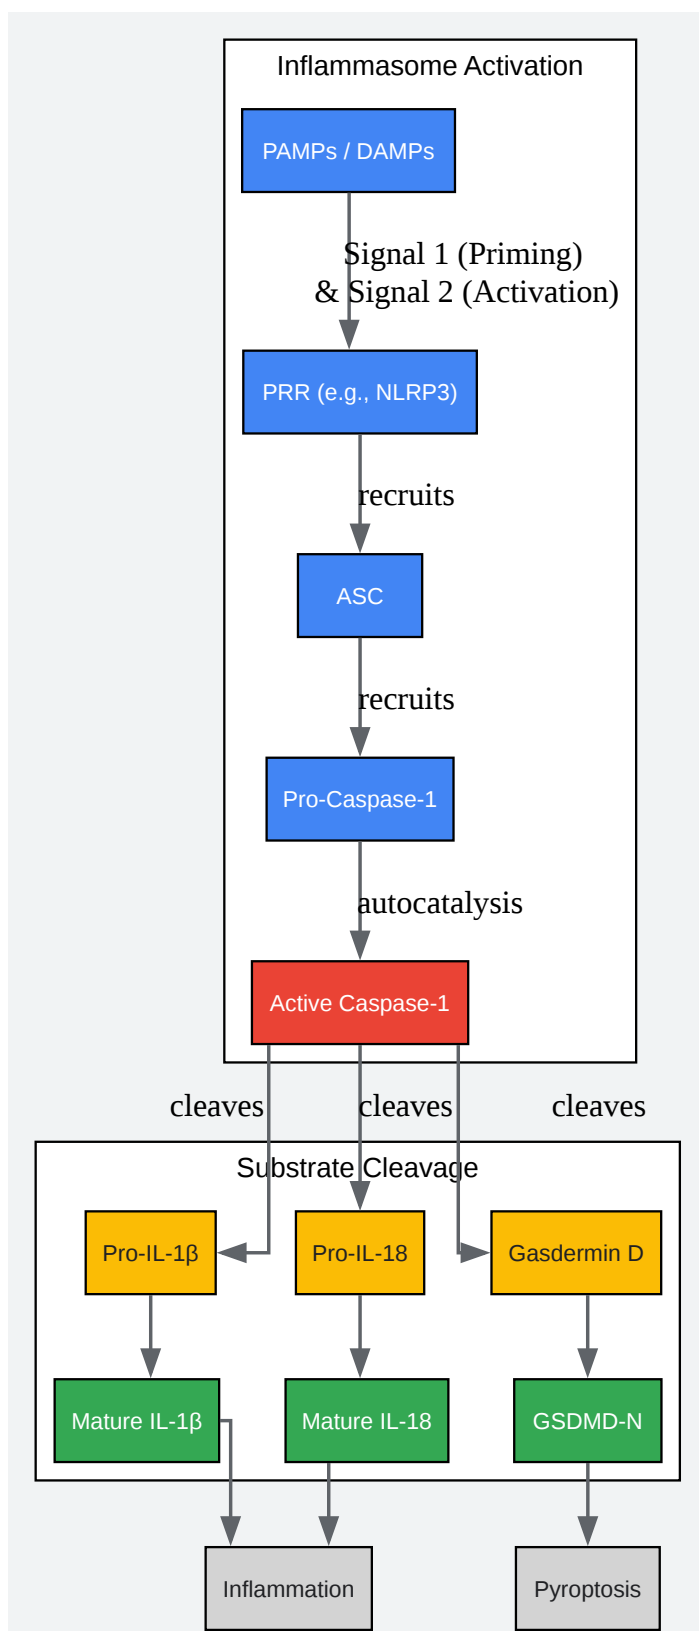 Inflammasome Activation
PAMPs / DAMPs
Signal 1 (Priming)
& Signal 2 (Activation)
PRR (e.g., NLRP3)
recruits
ASC
recruits
Pro-Caspase-1
autocatalysis
Active Caspase-1
cleaves
cleaves
cleaves
Substrate Cleavage
Pro-IL-1β
Pro-IL-18
Gasdermin D
Mature IL-1β
Mature IL-18
GSDMD-N
Inflammation
Pyroptosis